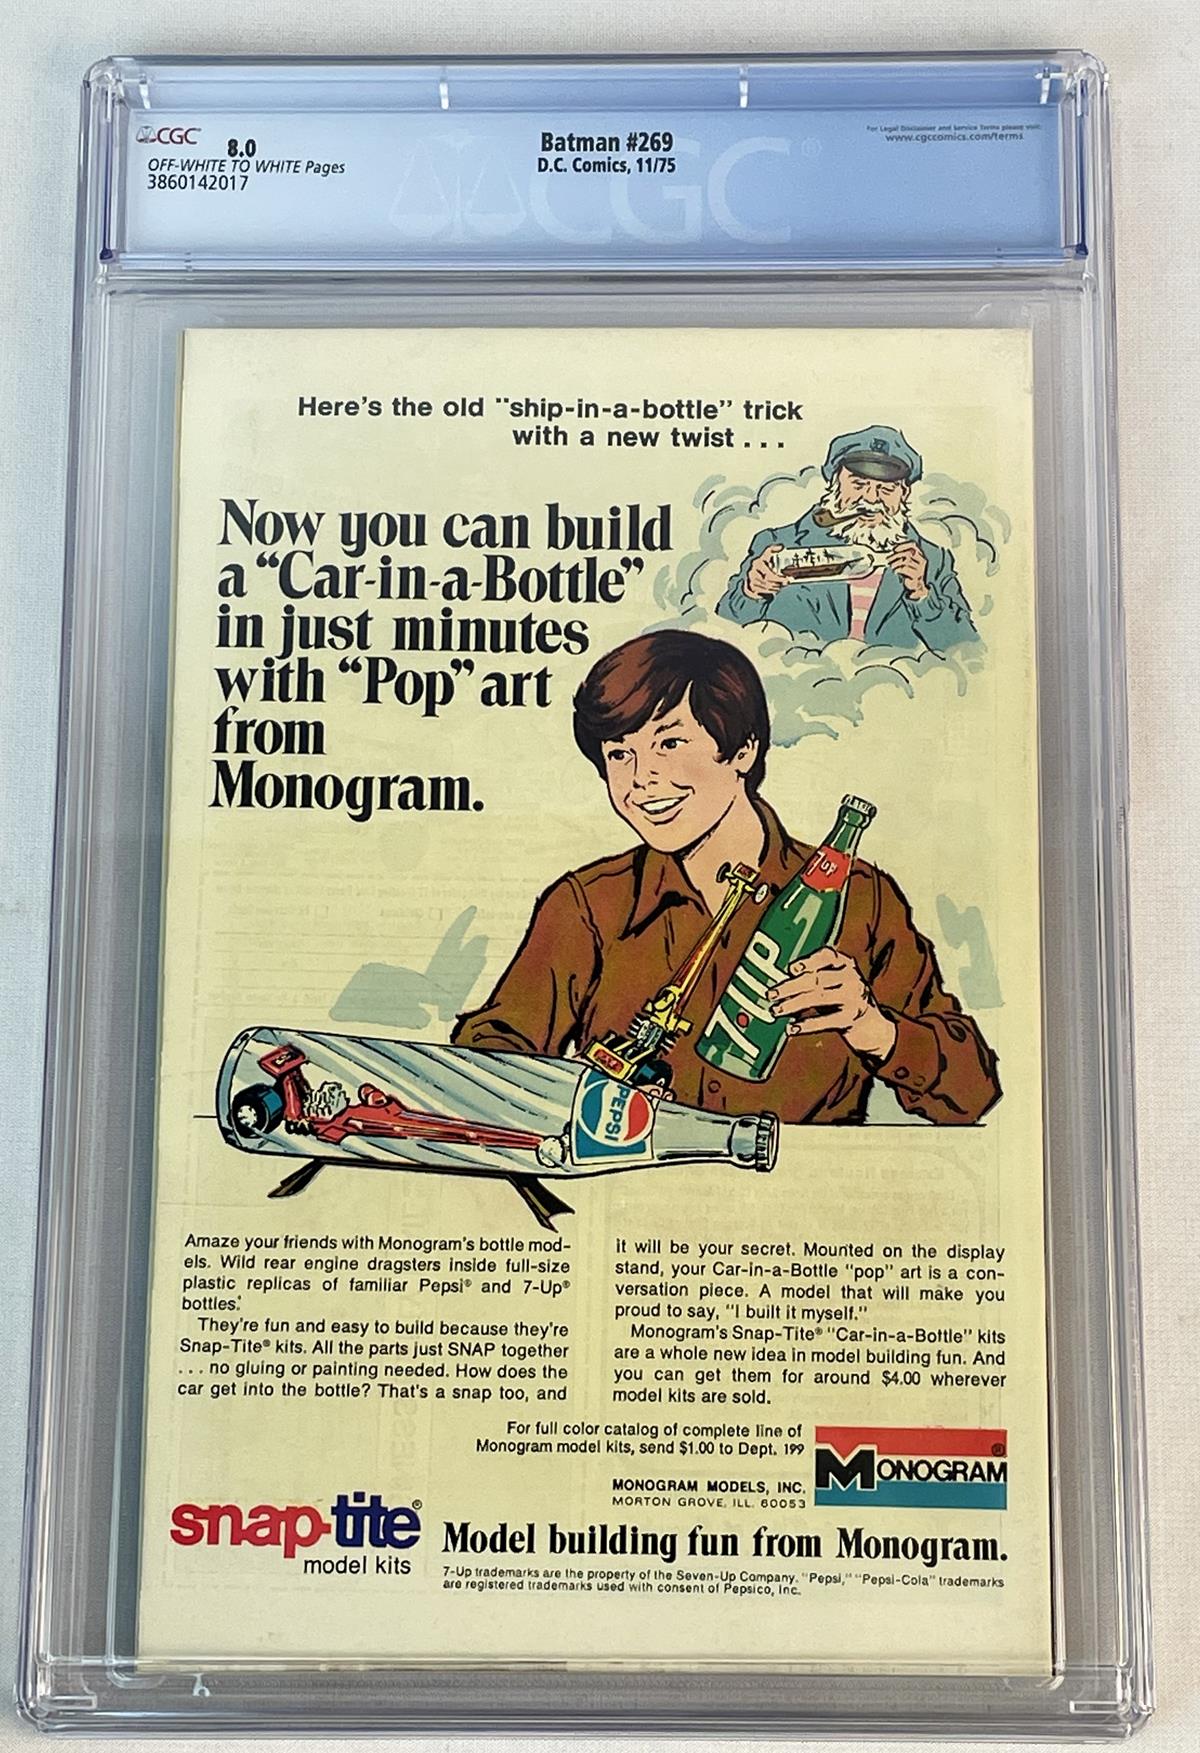 CGC
8.0
OFF-WHITE TO WHITE Pages
3860142017
Batman #269
D.C. Comics, 11/75
For Legal Disclaimer and Service Terms please visit:
www.cgccomics.com/terms
CGC
Here's the old "ship-in-a-bottle" trick
with a new twist . . .
Now you can build
a "Car-in-a-Bottle"
in just minutes
with "Pop" art
from
Monogram.
7up
7·UP
PEPSI
Amaze your friends with Monogram's bottle mod-
els. Wild rear engine dragsters inside full-size
plastic replicas of familiar Pepsi® and 7-Up®
bottles.
They're fun and easy to build because they're
Snap-Tite® kits. All the parts just SNAP together
. . . no gluing or painting needed. How does the
car get into the bottle? That's a snap too, and
it will be your secret. Mounted on the display
stand, your Car-in-a-Bottle "pop" art is a con-
versation piece. A model that will make you
proud to say, "I built it myself."
Monogram's Snap-Tite® "Car-in-a-Bottle" kits
are a whole new idea in model building fun. And
you can get them for around $4.00 wherever
model kits are sold.
For full color catalog of complete line of
Monogram model kits, send $1.00 to Dept. 199
MONOGRAM MODELS, INC.
MORTON GROVE, ILL. 60053
MONOGRAM®
snap-tite®
model kits
Model building fun from Monogram.
7-Up trademarks are the property of the Seven-Up Company. "Pepsi," "Pepsi-Cola" trademarks
are registered trademarks used with consent of Pepsico, Inc.